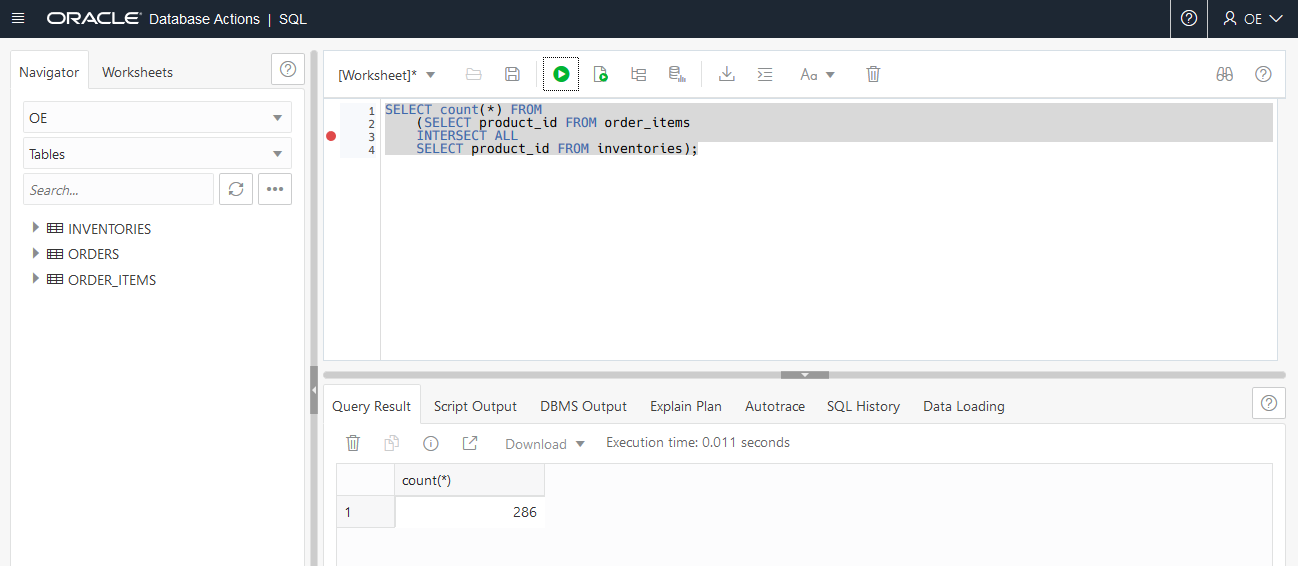 ORACLE Database Actions | SQL
OE
Navigator
Worksheets
OE
Tables
Search...
INVENTORIES
ORDERS
ORDER_ITEMS
[Worksheet]*
Aa
1 SELECT count(*) FROM
2 (SELECT product_id FROM order_items
3 INTERSECT ALL
4 SELECT product_id FROM inventories);
Query Result Script Output DBMS Output Explain Plan Autotrace SQL History Data Loading
Download Execution time: 0.011 seconds
count(*)
1 286